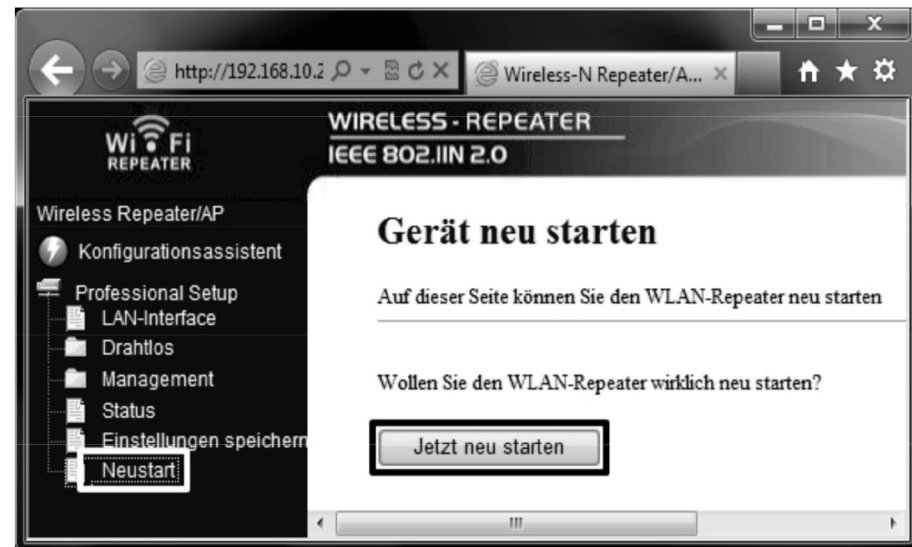 http://192.168.10.2
Wireless-N Repeater/A...
Wi Fi
REPEATER
WIRELESS - REPEATER
IEEE 802.11N 2.0
Wireless Repeater/AP
Konfigurationsassistent
Professional Setup
LAN-Interface
Drahtlos
Management
Status
Einstellungen speichern
Neustart
Gerät neu starten
Auf dieser Seite können Sie den WLAN-Repeater neu starten
Wollen Sie den WLAN-Repeater wirklich neu starten?
Jetzt neu starten